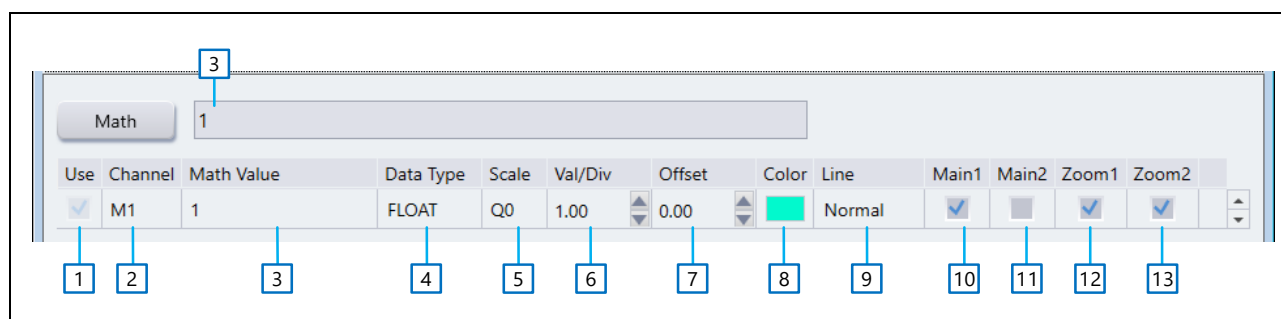 3
Math 1
Use Channel Math Value Data Type Scale Val/Div Offset Color Line Main1 Main2 Zoom1 Zoom2
M1 1 FLOAT Q0 1.00 0.00 Normal
1 2 3 4 5 6 7 8 9 10 11 12 13